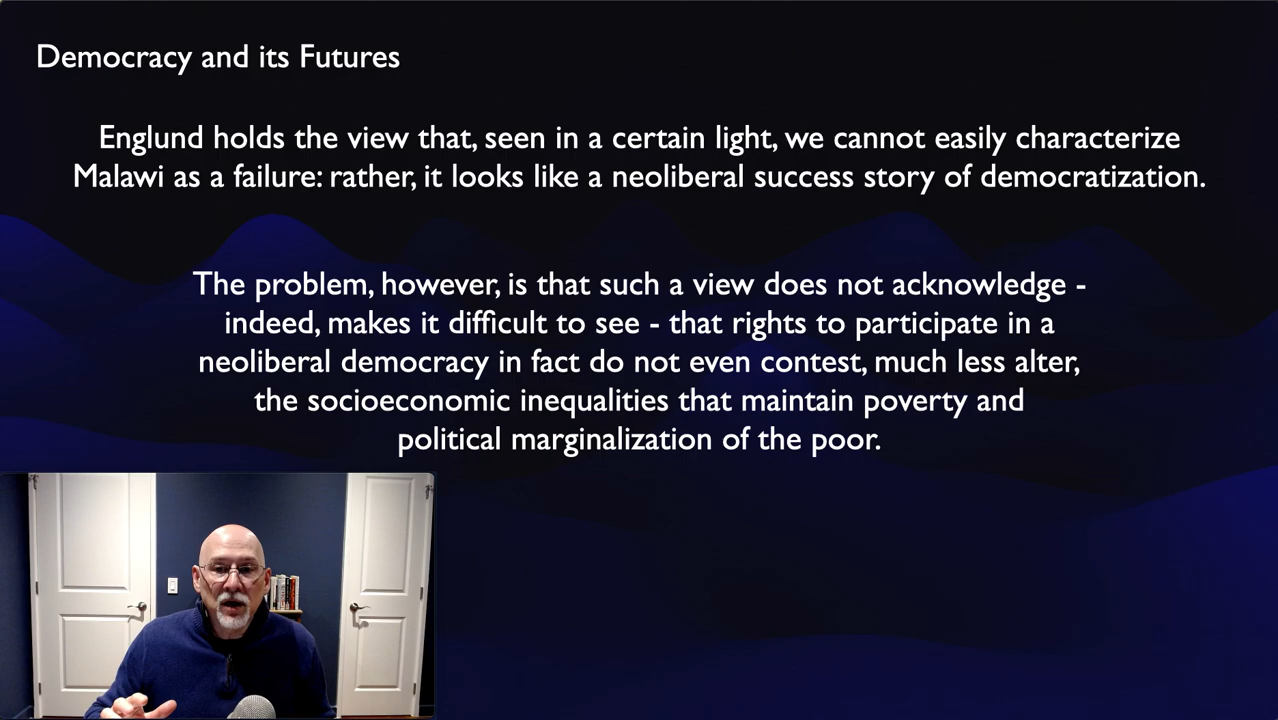 Democracy and its Futures
Englund holds the view that, seen in a certain light, we cannot easily characterize
Malawi as a failure: rather, it looks like a neoliberal success story of democratization.
The problem, however, is that such a view does not acknowledge -
indeed, makes it difficult to see - that rights to participate in a
neoliberal democracy in fact do not even contest, much less alter,
the socioeconomic inequalities that maintain poverty and
political marginalization of the poor.